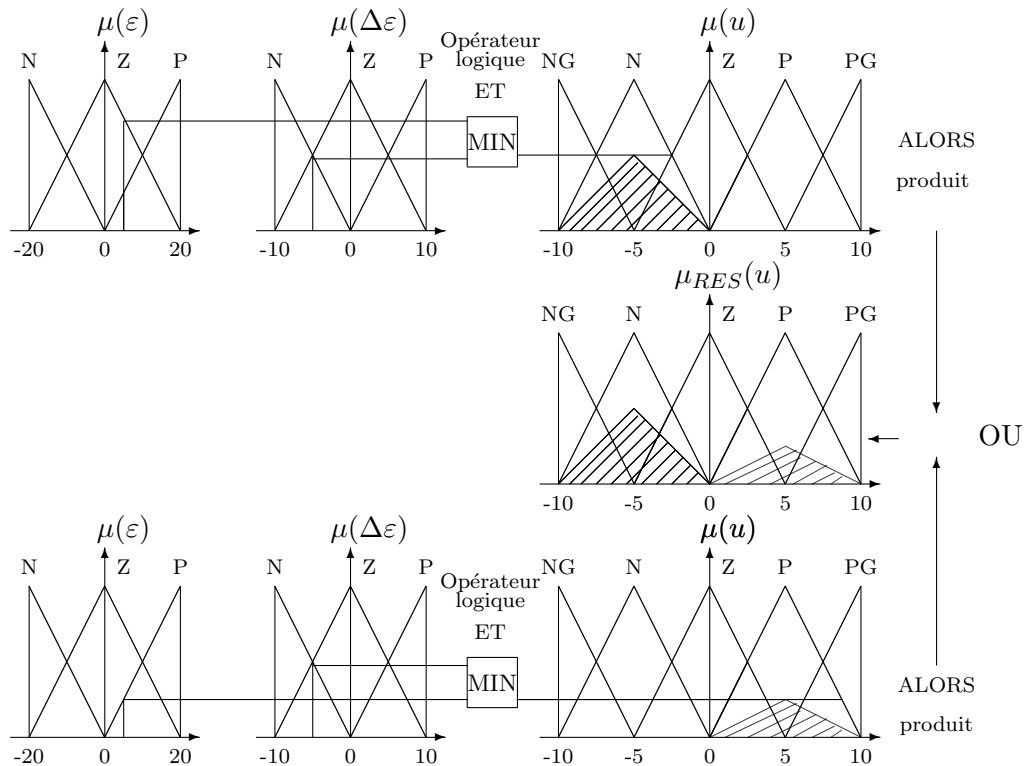 μ(ε) μ(Δε) μ(u)
Opérateur
logique
ET
N Z P N Z P NG N Z P PG
MIN
ALORS
produit
-20 0 20 -10 0 10 -10 -5 0 5 10
μRES(u)
NG N Z P PG
OU
-10 -5 0 5 10
μ(ε) μ(Δε) μ(u)
N Z P N Z P NG N Z P PG
Opérateur
logique
ET
MIN
ALORS
produit
-20 0 20 -10 0 10 -10 -5 0 5 10